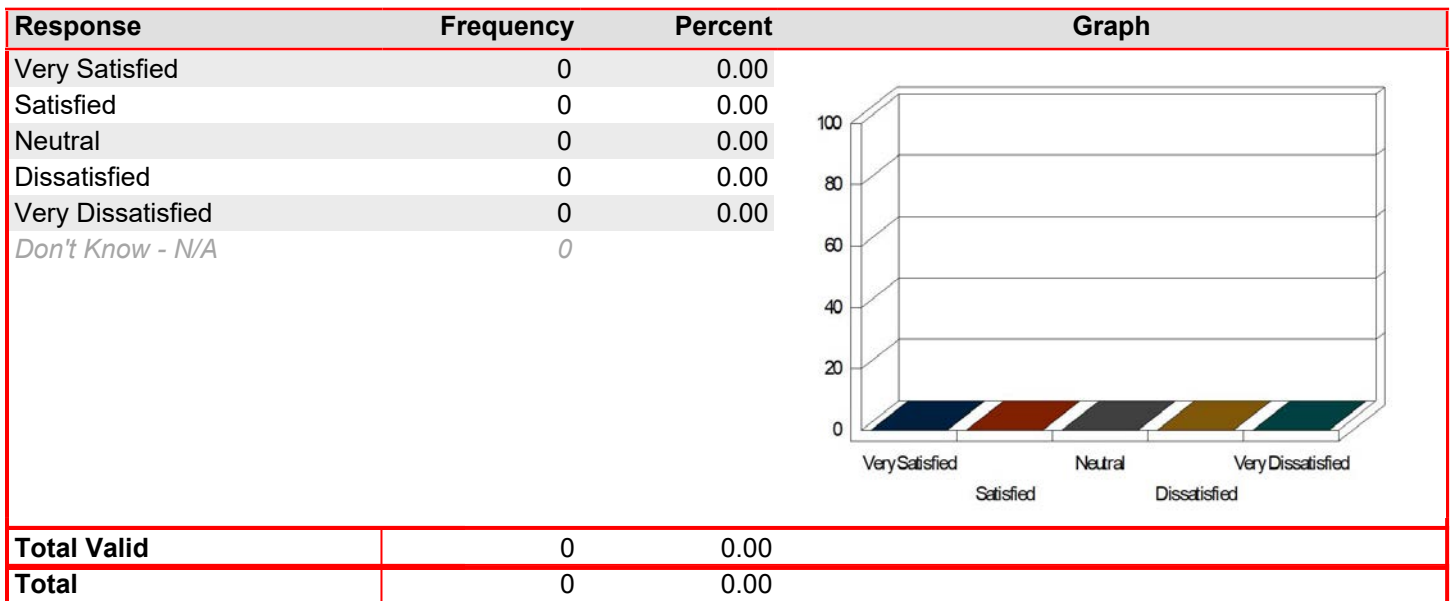 Response Frequency Percent Graph
Very Satisfied 0 0.00
Satisfied 0 0.00
Neutral 0 0.00
Dissatisfied 0 0.00
Very Dissatisfied 0 0.00
Don't Know - N/A 0
100
80
60
40
20
0
Very Satisfied Neutral Very Dissatisfied
Satisfied Dissatisfied
Total Valid 0 0.00
Total 0 0.00